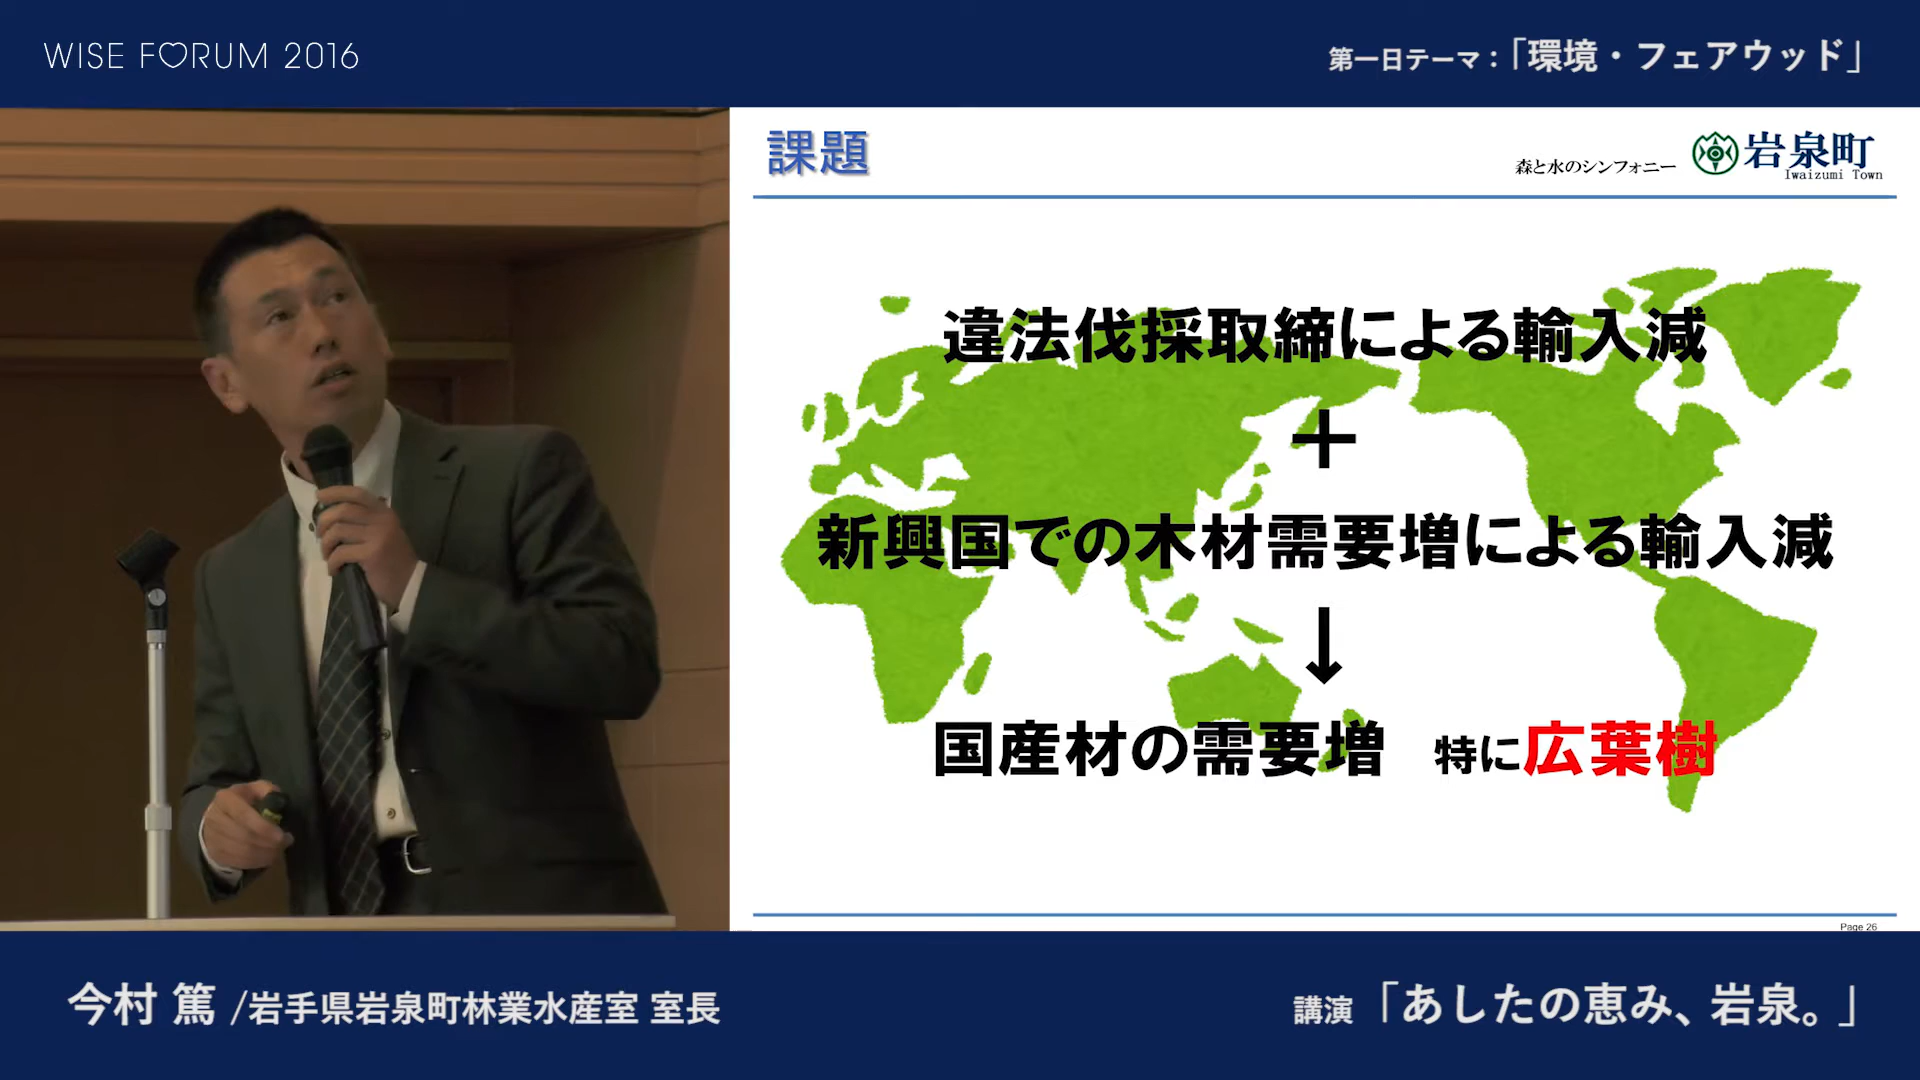 WISE FORUM 2016
第一日テーマ：「環境・フェアウッド」
課題
森と水のシンフォニー
岩泉町
Iwaizumi Town
違法伐採取締による輸入減
＋
新興国での木材需要増による輸入減
↓
国産材の需要増　特に広葉樹
Page 26
今村 篤 /岩手県岩泉町林業水産室 室長
講演「あしたの恵み、岩泉。」